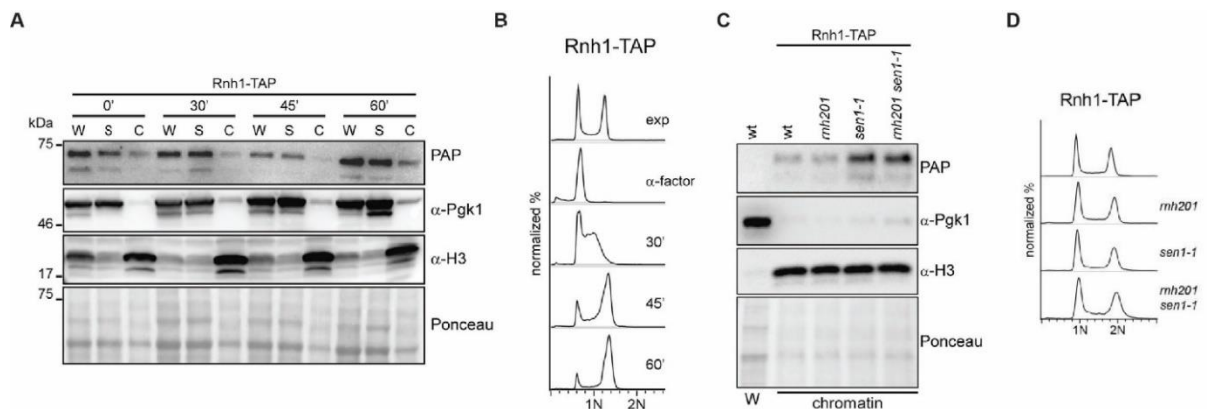 A
Rnh1-TAP
0' 30' 45' 60'
kDa W S C W S C W S C W S C
75
PAP
α-Pgk1
46
α-H3
17
75
Ponceau
B
Rnh1-TAP
exp
α-factor
30'
45'
60'
normalized %
1N 2N
C
Rnh1-TAP
wt wt rnh201 sen1-1 rnh201 sen1-1
PAP
α-Pgk1
α-H3
Ponceau
W chromatin
D
Rnh1-TAP
rnh201
sen1-1
rnh201
sen1-1
normalized %
1N 2N